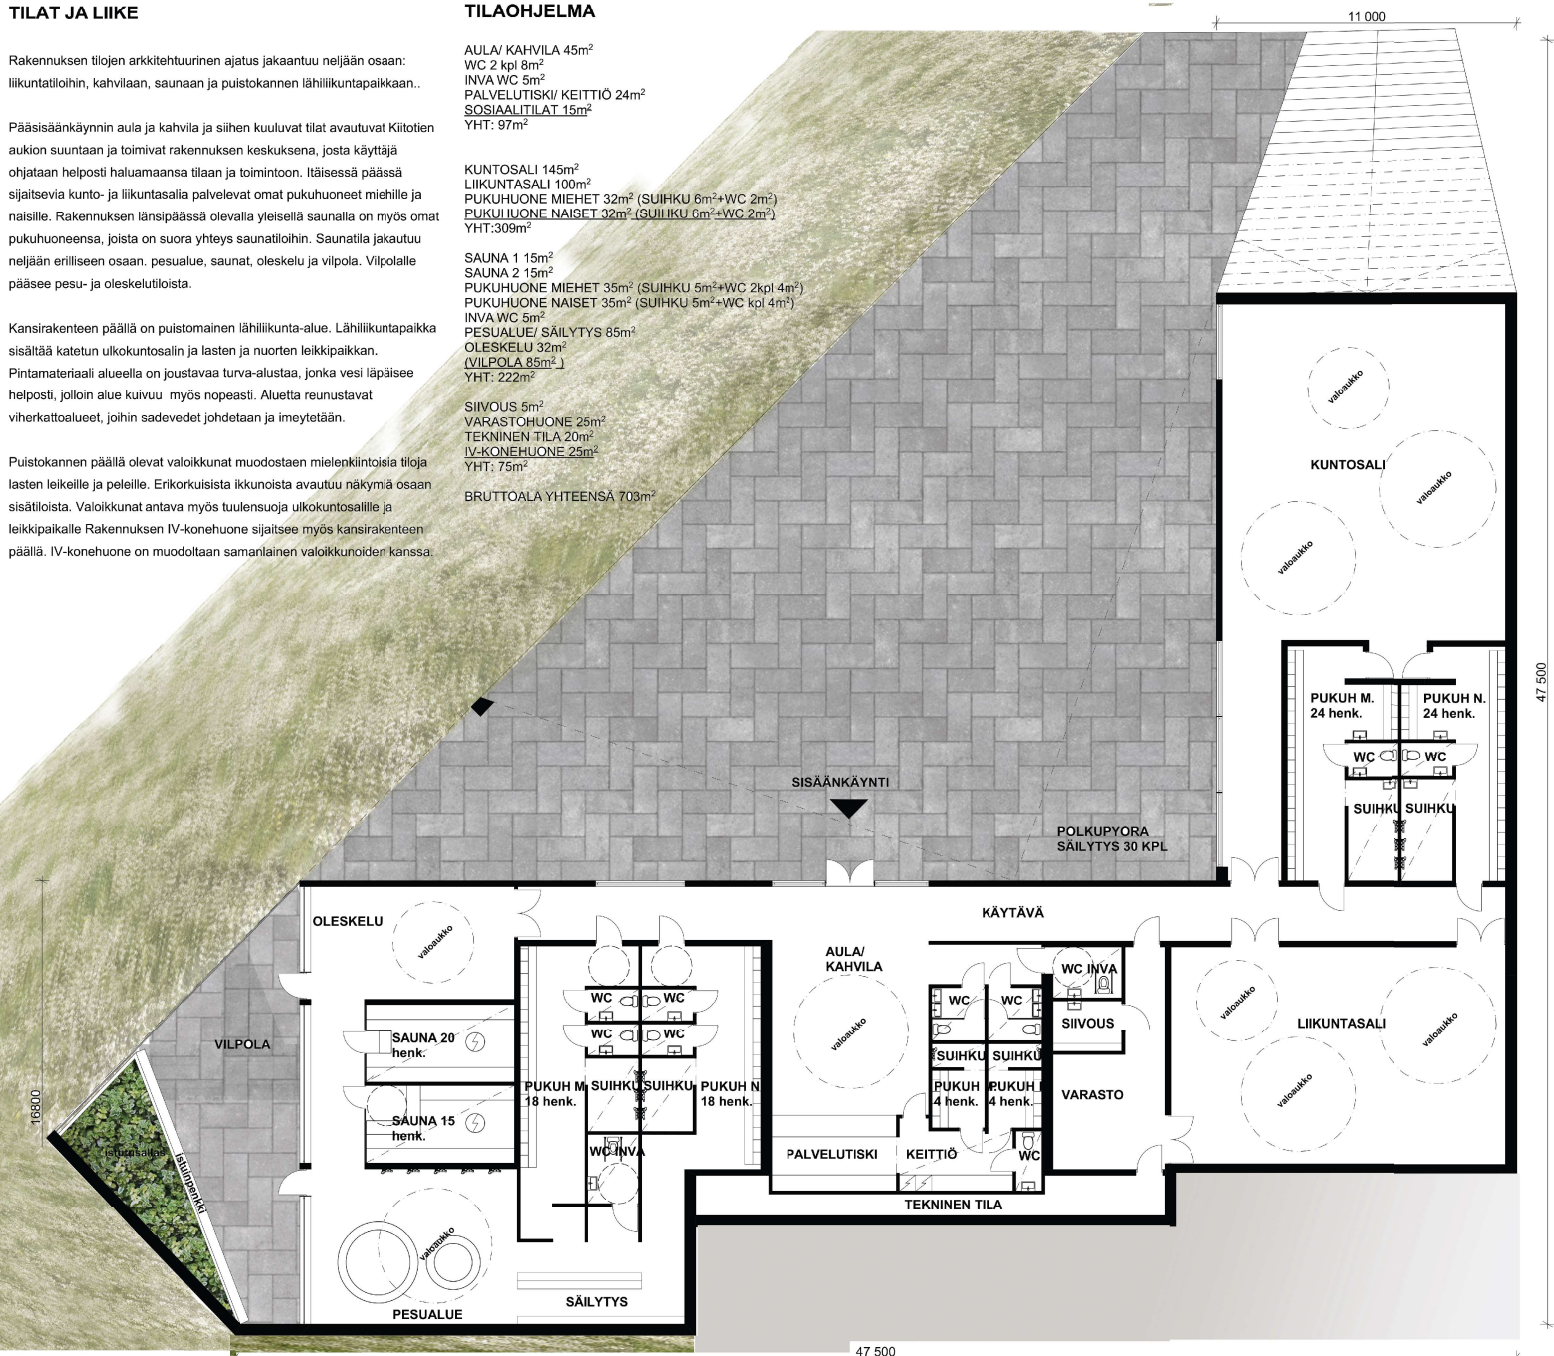 TILAT JA LIIKE
Rakennuksen tilojen arkkitehtuurinen ajatus jakaantuu neljään osaan:
liikuntatiloihin, kahvilaan, saunaan ja puistokannen lähiliikuntapaikkaan..
Pääsisäänkäynnin aula ja kahvila ja siihen kuuluvat tilat avautuvat Kiitotien
aukion suuntaan ja toimivat rakennuksen keskuksena, josta käyttäjä
ohjataan helposti haluamaansa tilaan ja toimintoon. Itäisessä päässä
sijaitsevia kunto- ja liikuntasalia palvelevat omat pukuhuoneet miehille ja
naisille. Rakennuksen länsipäässä olevalla yleisellä saunalla on myös omat
pukuhuoneensa, joista on suora yhteys saunatiloihin. Saunatila jakautuu
neljään erilliseen osaan. pesualue, saunat, oleskelu ja vilpola. Vilpolalle
pääsee pesu- ja oleskelutiloista.
Kansirakenteen päällä on puistomainen lähiliikunta-alue. Lähiliikuntapaikka
sisältää katetun ulkokuntosalin ja lasten ja nuorten leikkipaikkan.
Pintamateriaali alueella on joustavaa turva-alustaa, jonka vesi läpäisee
helposti, jolloin alue kuivuu myös nopeasti. Aluetta reunustavat
viherkattoalueet, joihin sadevedet johdetaan ja imeytetään.
Puistokannen päällä olevat valoikkunat muodostaen mielenkiintoisia tiloja
lasten leikeille ja peleille. Erikorkuisista ikkunoista avautuu näkymiä osaan
sisätiloista. Valoikkunat antava myös tuulensuoja ulkokuntosalille ja
leikkipaikalle Rakennuksen IV-konehuone sijaitsee myös kansirakenteen
päällä. IV-konehuone on muodoltaan samanlainen valoikkunoiden kanssa.
TILAOHJELMA
AULA/ KAHVILA 45m²
WC 2 kpl 8m²
INVA WC 5m²
PALVELUTISKI/ KEITTIÖ 24m²
SOSIAALITILAT 15m²
YHT: 97m²
KUNTOSALI 145m²
LIIKUNTASALI 100m²
PUKUHUONE MIEHET 32m² (SUIHKU 6m²+WC 2m²)
PUKUHUONE NAISET 32m² (SUIHKU 6m²+WC 2m²)
YHT:309m²
SAUNA 1 15m²
SAUNA 2 15m²
PUKUHUONE MIEHET 35m² (SUIHKU 5m²+WC 2kpl 4m²)
PUKUHUONE NAISET 35m² (SUIHKU 5m²+WC kpl 4m²)
INVA WC 5m²
PESUALUE/ SÄILYTYS 85m²
OLESKELU 32m²
(VILPOLA 85m² )
YHT: 222m²
SIIVOUS 5m²
VARASTOHUONE 25m²
TEKNINEN TILA 20m²
IV-KONEHUONE 25m²
YHT: 75m²
BRUTTOALA YHTEENSÄ 703m²
11 000
valoaukko
KUNTOSALI
valoaukko
valoaukko
47 500
PUKUH M.
24 henk.
PUKUH N.
24 henk.
WC
WC
SUIHKU
SUIHKU
SISÄÄNKÄYNTI
POLKUPYORA
SÄILYTYS 30 KPL
KÄYTÄVÄ
OLESKELU
valoaukko
AULA/
KAHVILA
valoaukko
WC INVA
WC
WC
SIIVOUS
valoaukko
LIIKUNTASALI
valoaukko
valoaukko
WC
WC
WC
WC
VILPOLA
SAUNA 20
henk.
SUIHKU
SUIHKU
PUKUH M
18 henk.
SUIHKU
SUIHKU
PUKUH N
18 henk.
PUKUH
4 henk.
PUKUH
4 henk.
VARASTO
16800
SAUNA 15
henk.
istutusallas
istuinpenkki
WC INVA
PALVELUTISKI
KEITTIÖ
WC
TEKNINEN TILA
valoaukko
PESUALUE
SÄILYTYS
47 500